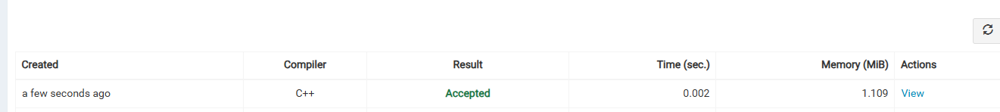 Created Compiler Result Time (sec.) Memory (MiB) Actions
a few seconds ago C++ Accepted 0.002 1.109 View